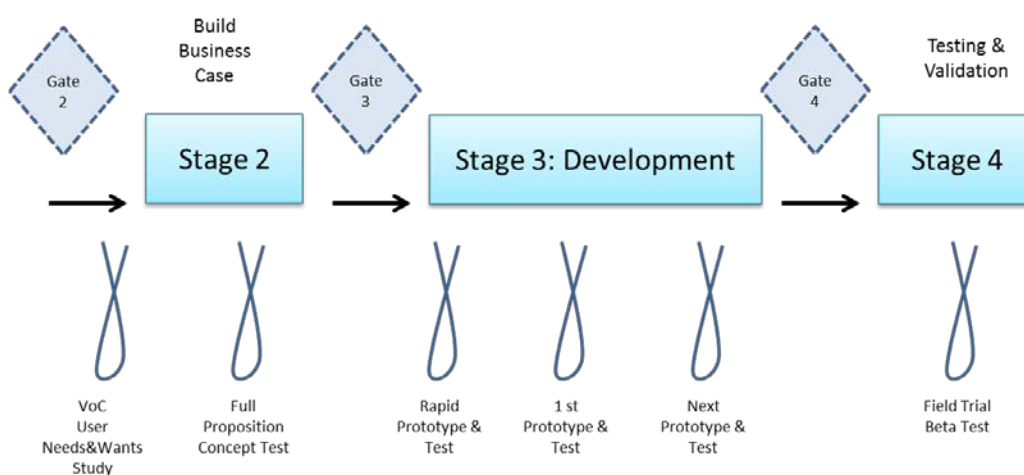 Build
Business
Case
Testing &
Validation
Gate
2
Gate
3
Gate
4
Stage 2
Stage 3: Development
Stage 4
VoC
User
Needs&Wants
Study
Full
Proposition
Concept Test
Rapid
Prototype &
Test
1 st
Prototype &
Test
Next
Prototype &
Test
Field Trial
Beta Test